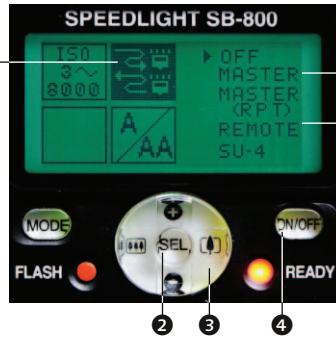 SPEEDLIGHT SB-800
ISO
3~
8000
A/AA
OFF
MASTER
MASTER
(RPT)
REMOTE
SU-4
MODE
SEL
ON/OFF
FLASH
READY
2
3
4